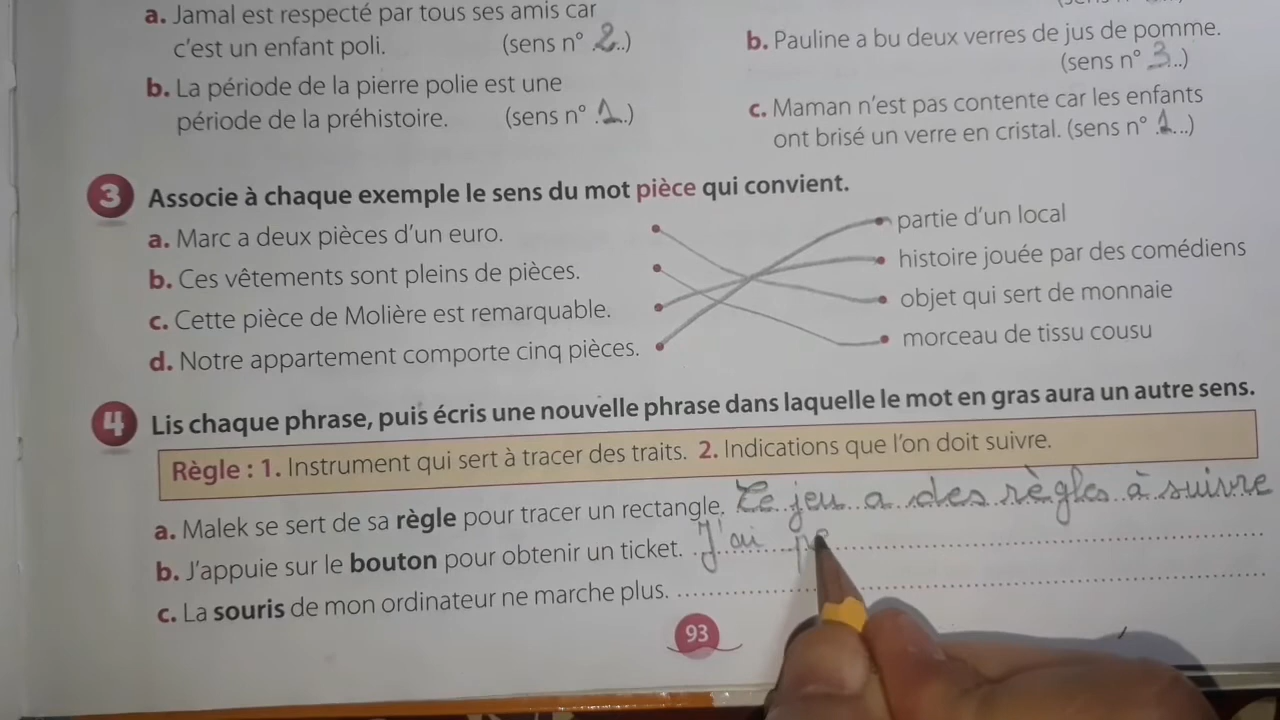 a. Jamal est respecté par tous ses amis car
c'est un enfant poli. (sens n° 2..)
b. La période de la pierre polie est une
période de la préhistoire. (sens n° .1.)
b. Pauline a bu deux verres de jus de pomme.
(sens n° 3...)
c. Maman n'est pas contente car les enfants
ont brisé un verre en cristal. (sens n° 1...)
3 Associe à chaque exemple le sens du mot pièce qui convient.
a. Marc a deux pièces d'un euro.
b. Ces vêtements sont pleins de pièces.
c. Cette pièce de Molière est remarquable.
d. Notre appartement comporte cinq pièces.
partie d'un local
histoire jouée par des comédiens
objet qui sert de monnaie
morceau de tissu cousu
4 Lis chaque phrase, puis écris une nouvelle phrase dans laquelle le mot en gras aura un autre sens.
Règle : 1. Instrument qui sert à tracer des traits. 2. Indications que l'on doit suivre.
a. Malek se sert de sa règle pour tracer un rectangle. Ce jeu a des règles à suivre
b. J'appuie sur le bouton pour obtenir un ticket. J'ai
c. La souris de mon ordinateur ne marche plus.
93